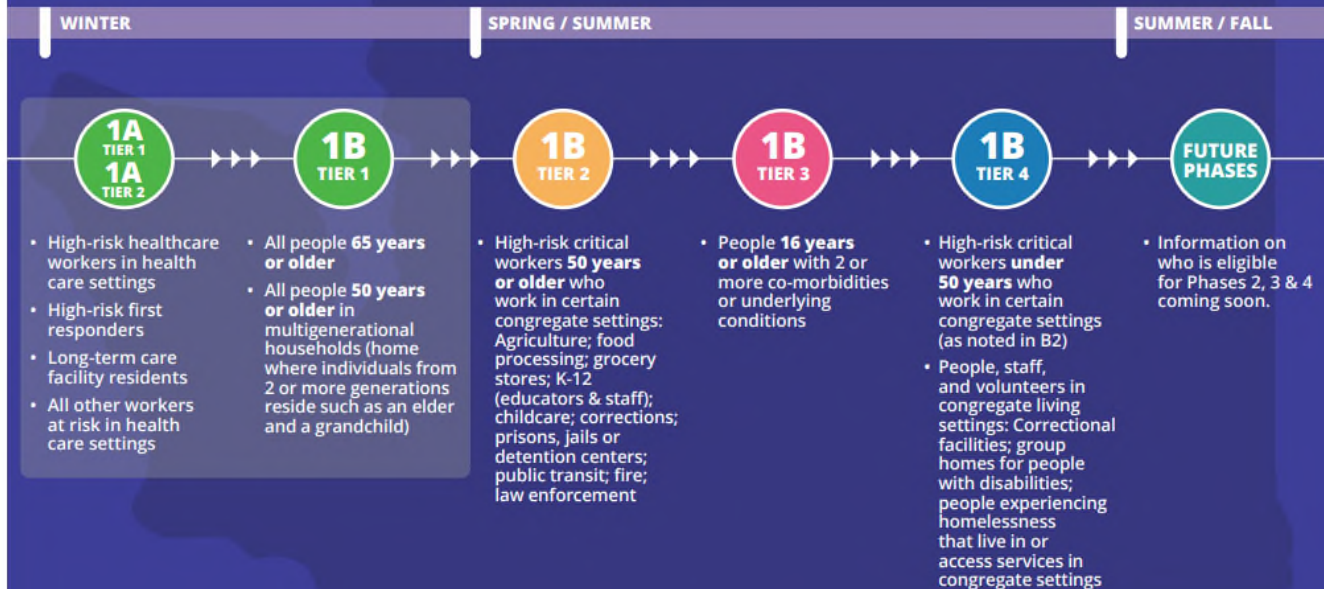 WINTER
SPRING / SUMMER
SUMMER / FALL
1A
TIER 1
1A
TIER 2
1B
TIER 1
1B
TIER 2
1B
TIER 3
1B
TIER 4
FUTURE
PHASES
• High-risk healthcare
workers in health
care settings
• High-risk first
responders
• Long-term care
facility residents
• All other workers
at risk in health
care settings
• All people 65 years
or older
• All people 50 years
or older in
multigenerational
households (home
where individuals from
2 or more generations
reside such as an elder
and a grandchild)
• High-risk critical
workers 50 years
or older who
work in certain
congregate settings:
Agriculture; food
processing; grocery
stores; K-12
(educators & staff);
childcare; corrections;
prisons, jails or
detention centers;
public transit; fire;
law enforcement
• People 16 years
or older with 2 or
more co-morbidities
or underlying
conditions
• High-risk critical
workers under
50 years who
work in certain
congregate settings
(as noted in B2)
• People, staff,
and volunteers in
congregate living
settings: Correctional
facilities; group
homes for people
with disabilities;
people experiencing
homelessness
that live in or
access services in
congregate settings
• Information on
who is eligible
for Phases 2, 3 & 4
coming soon.